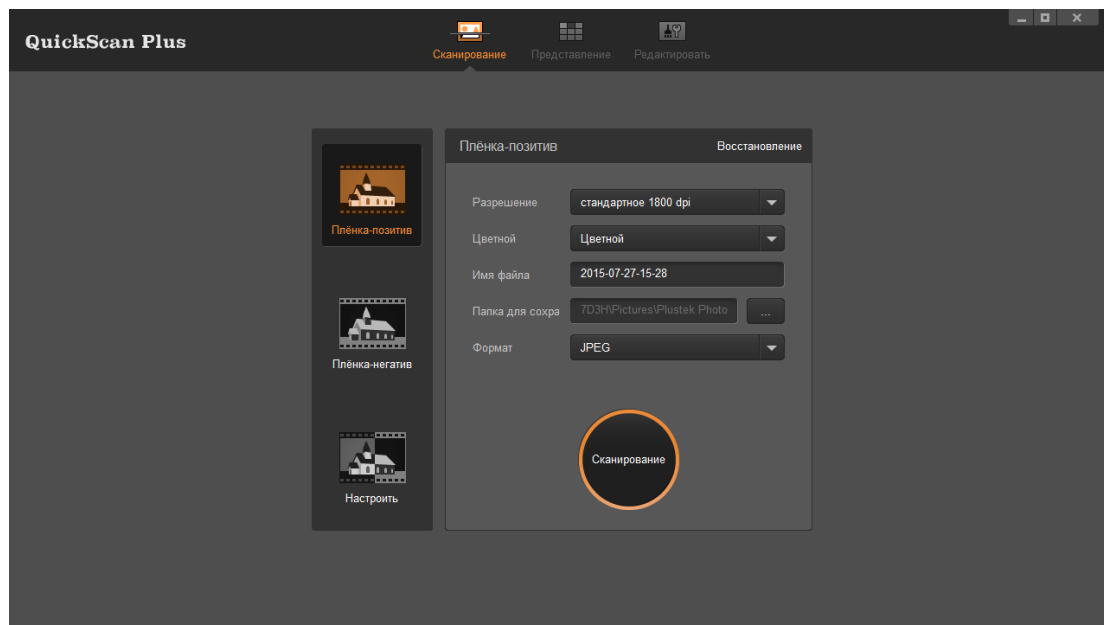 QuickScan Plus
Сканирование
Представление
Редактировать
Плёнка-позитив
Плёнка-негатив
Настроить
Плёнка-позитив
Восстановление
Разрешение
стандартное 1800 dpi
Цветной
Цветной
Имя файла
2015-07-27-15-28
Папка для сохра
7D3H\Pictures\Plustek Photo
...
Формат
JPEG
Сканирование